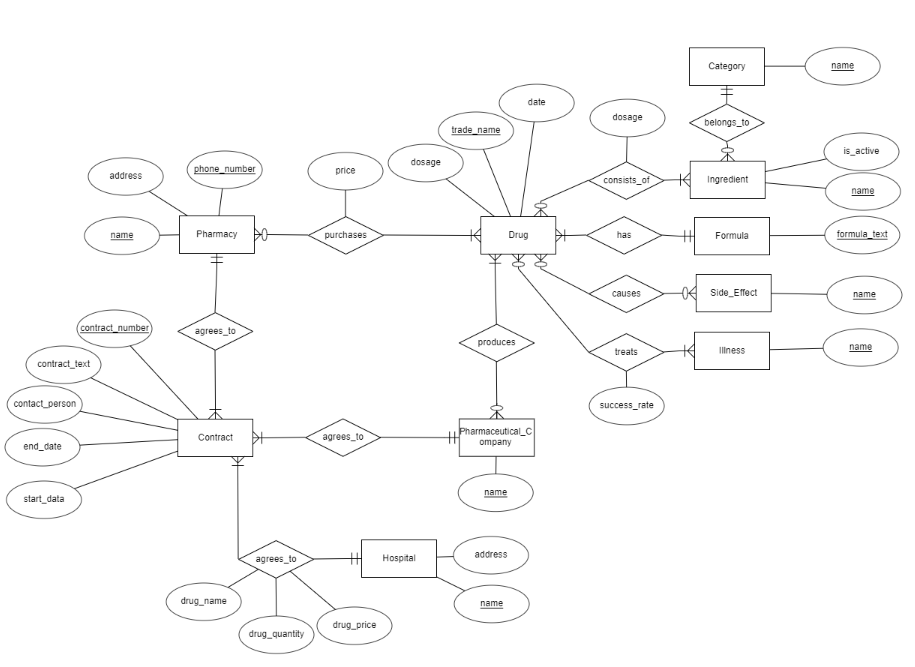 Category
name
date
dosage
trade_name
belongs_to
dosage
is_active
address
phone_number
price
consists_of
Ingredient
name
name
Pharmacy
purchases
Drug
has
Formula
formula_text
causes
Side_Effect
name
contract_number
agrees_to
produces
treats
Illness
name
contract_text
contact_person
success_rate
end_date
Contract
agrees_to
Pharmaceutical_C
ompany
start_data
name
agrees_to
Hospital
address
drug_name
name
drug_quantity
drug_price